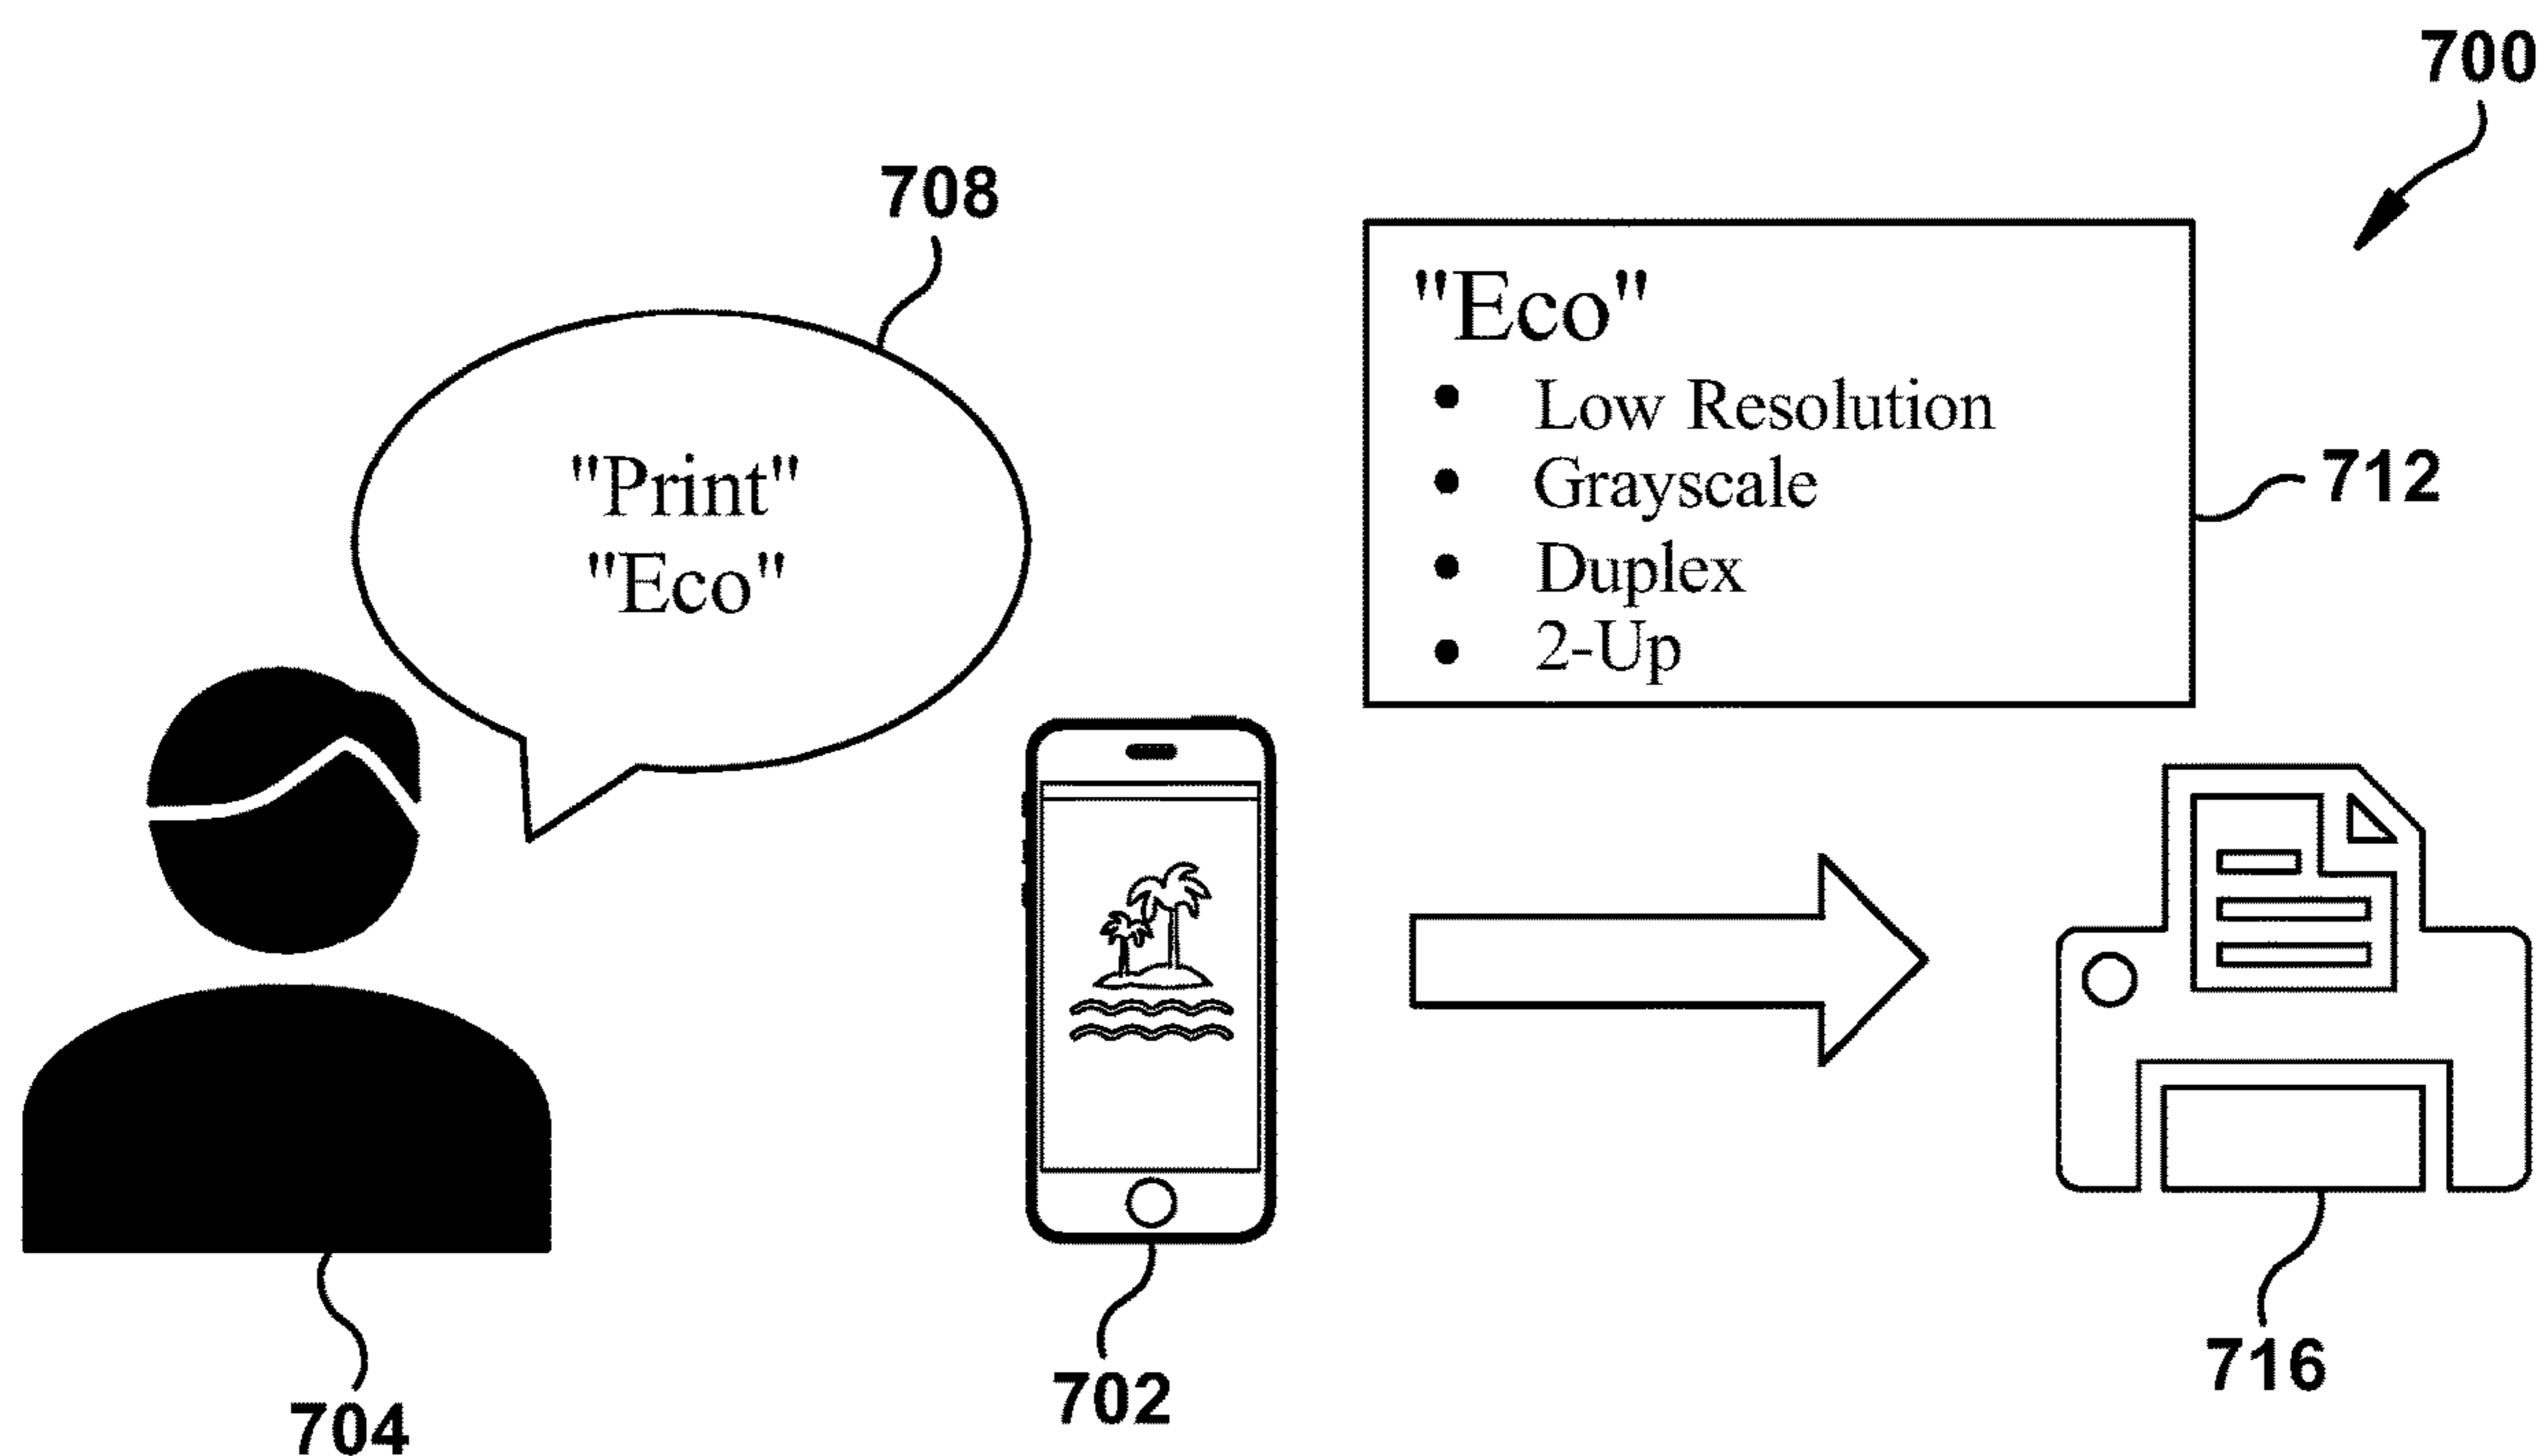 700
708
"Print"
"Eco"
"Eco"
• Low Resolution
• Grayscale
• Duplex
• 2-Up
712
704
702
716